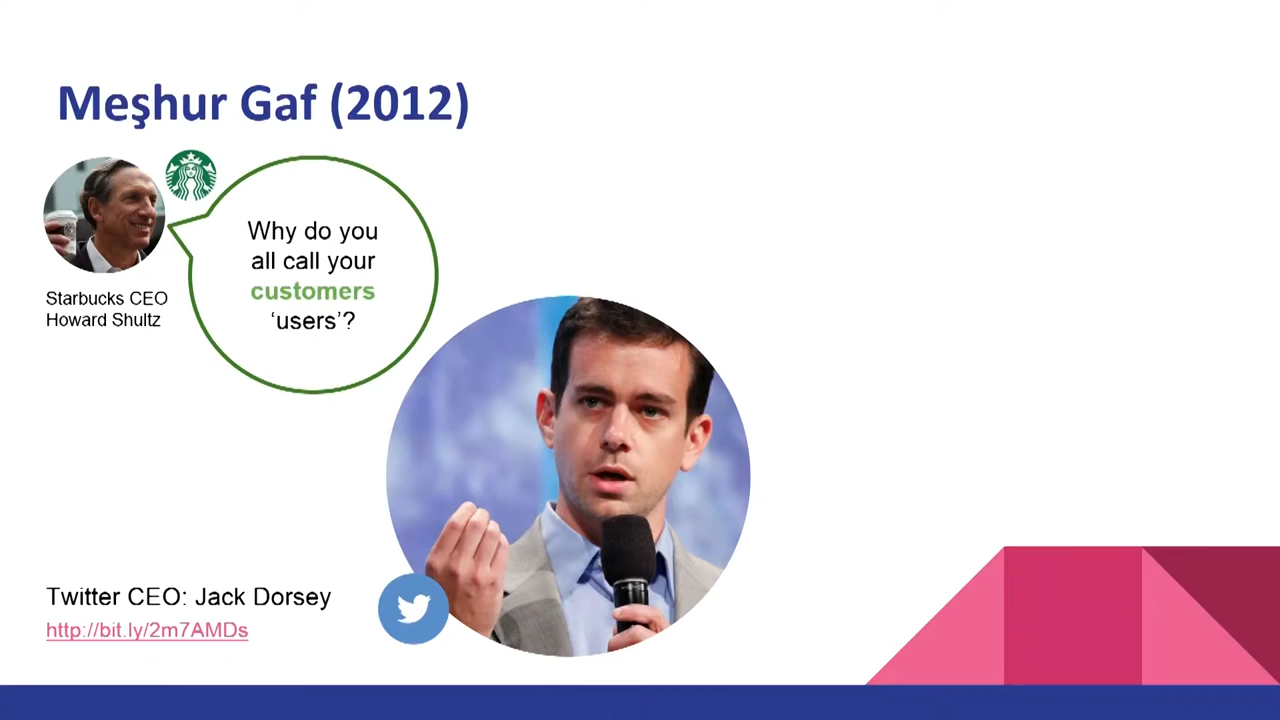 Meşhur Gaf (2012)
Why do you
all call your
customers
‘users’?
Starbucks CEO
Howard Shultz
Twitter CEO: Jack Dorsey
http://bit.ly/2m7AMDs